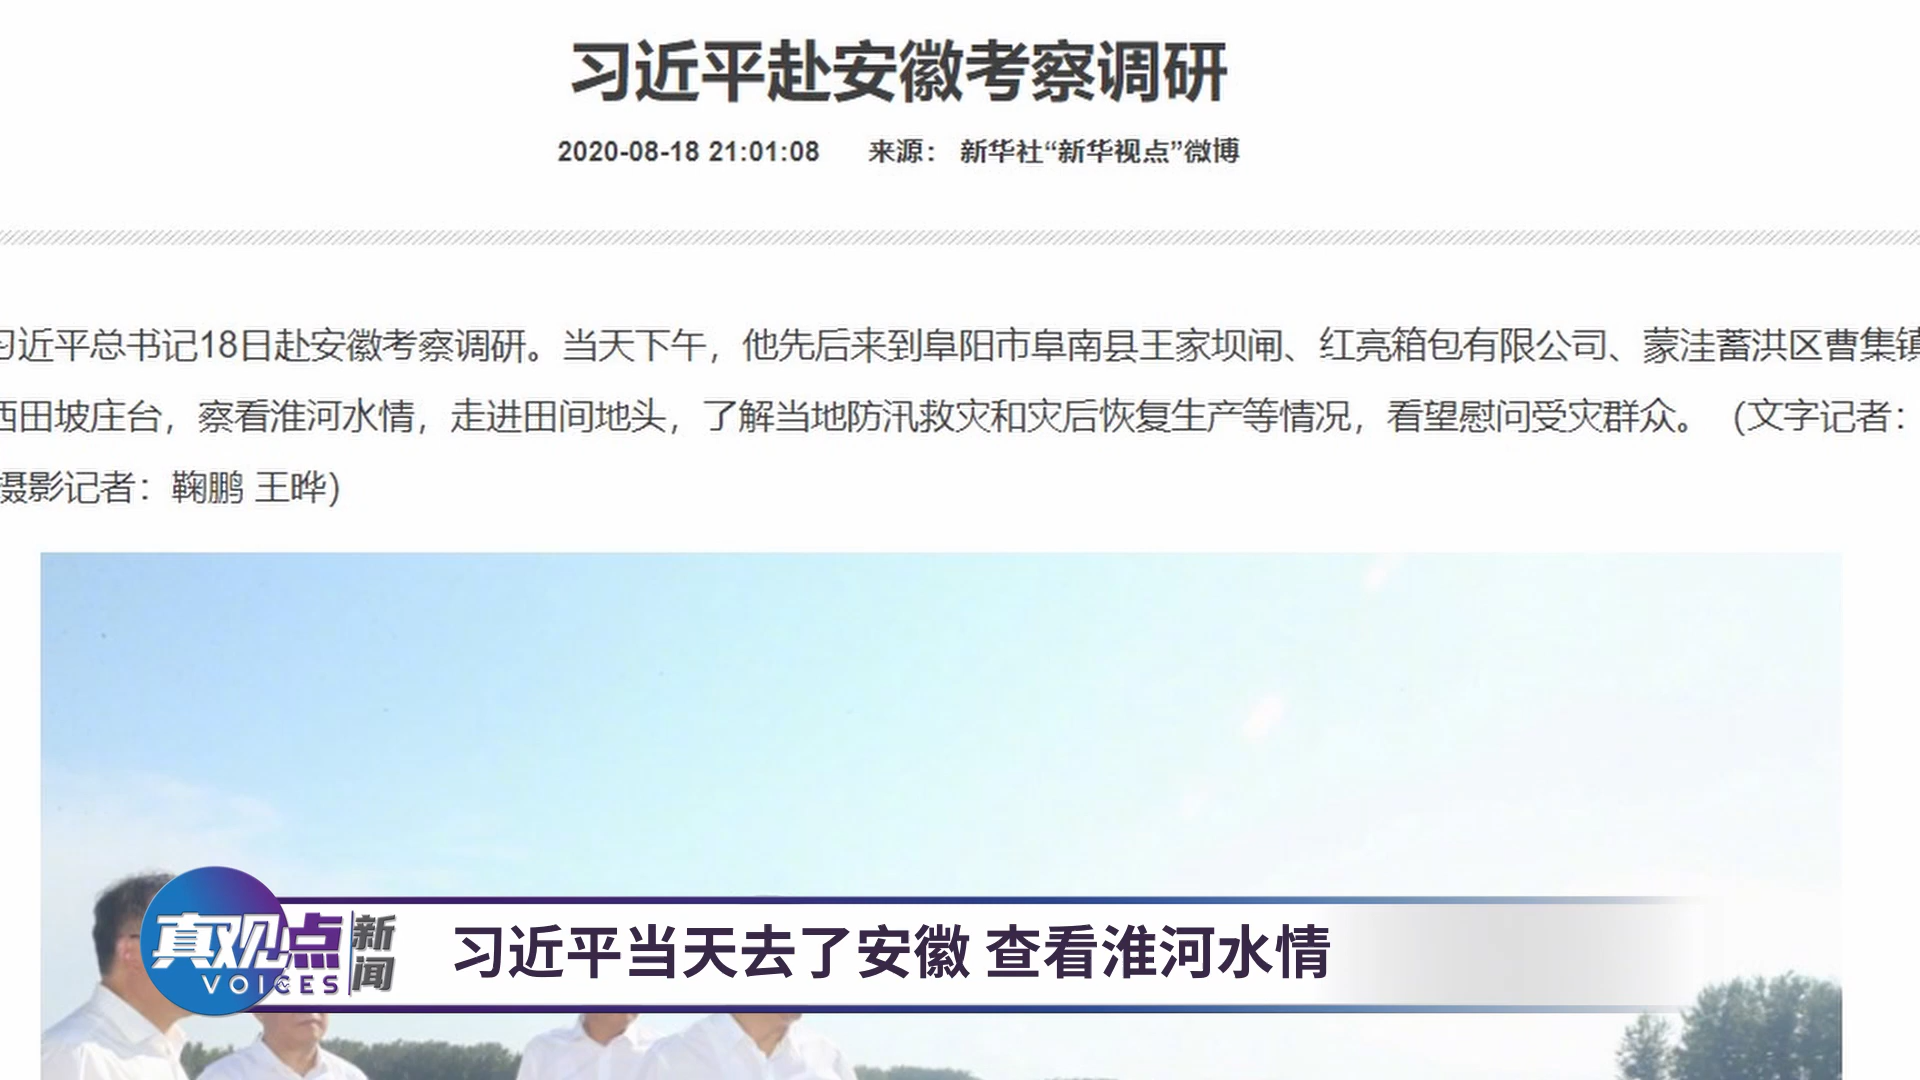 习近平赴安徽考察调研
2020-08-18 21:01:08 来源： 新华社“新华视点”微博
习近平总书记18日赴安徽考察调研。当天下午，他先后来到阜阳市阜南县王家坝闸、红亮箱包有限公司、蒙洼蓄洪区曹集镇
西田坡庄台，察看淮河水情，走进田间地头，了解当地防汛救灾和灾后恢复生产等情况，看望慰问受灾群众。（文字记者：
摄影记者：鞠鹏 王晔）
真观点 新闻
VOICES
习近平当天去了安徽 查看淮河水情